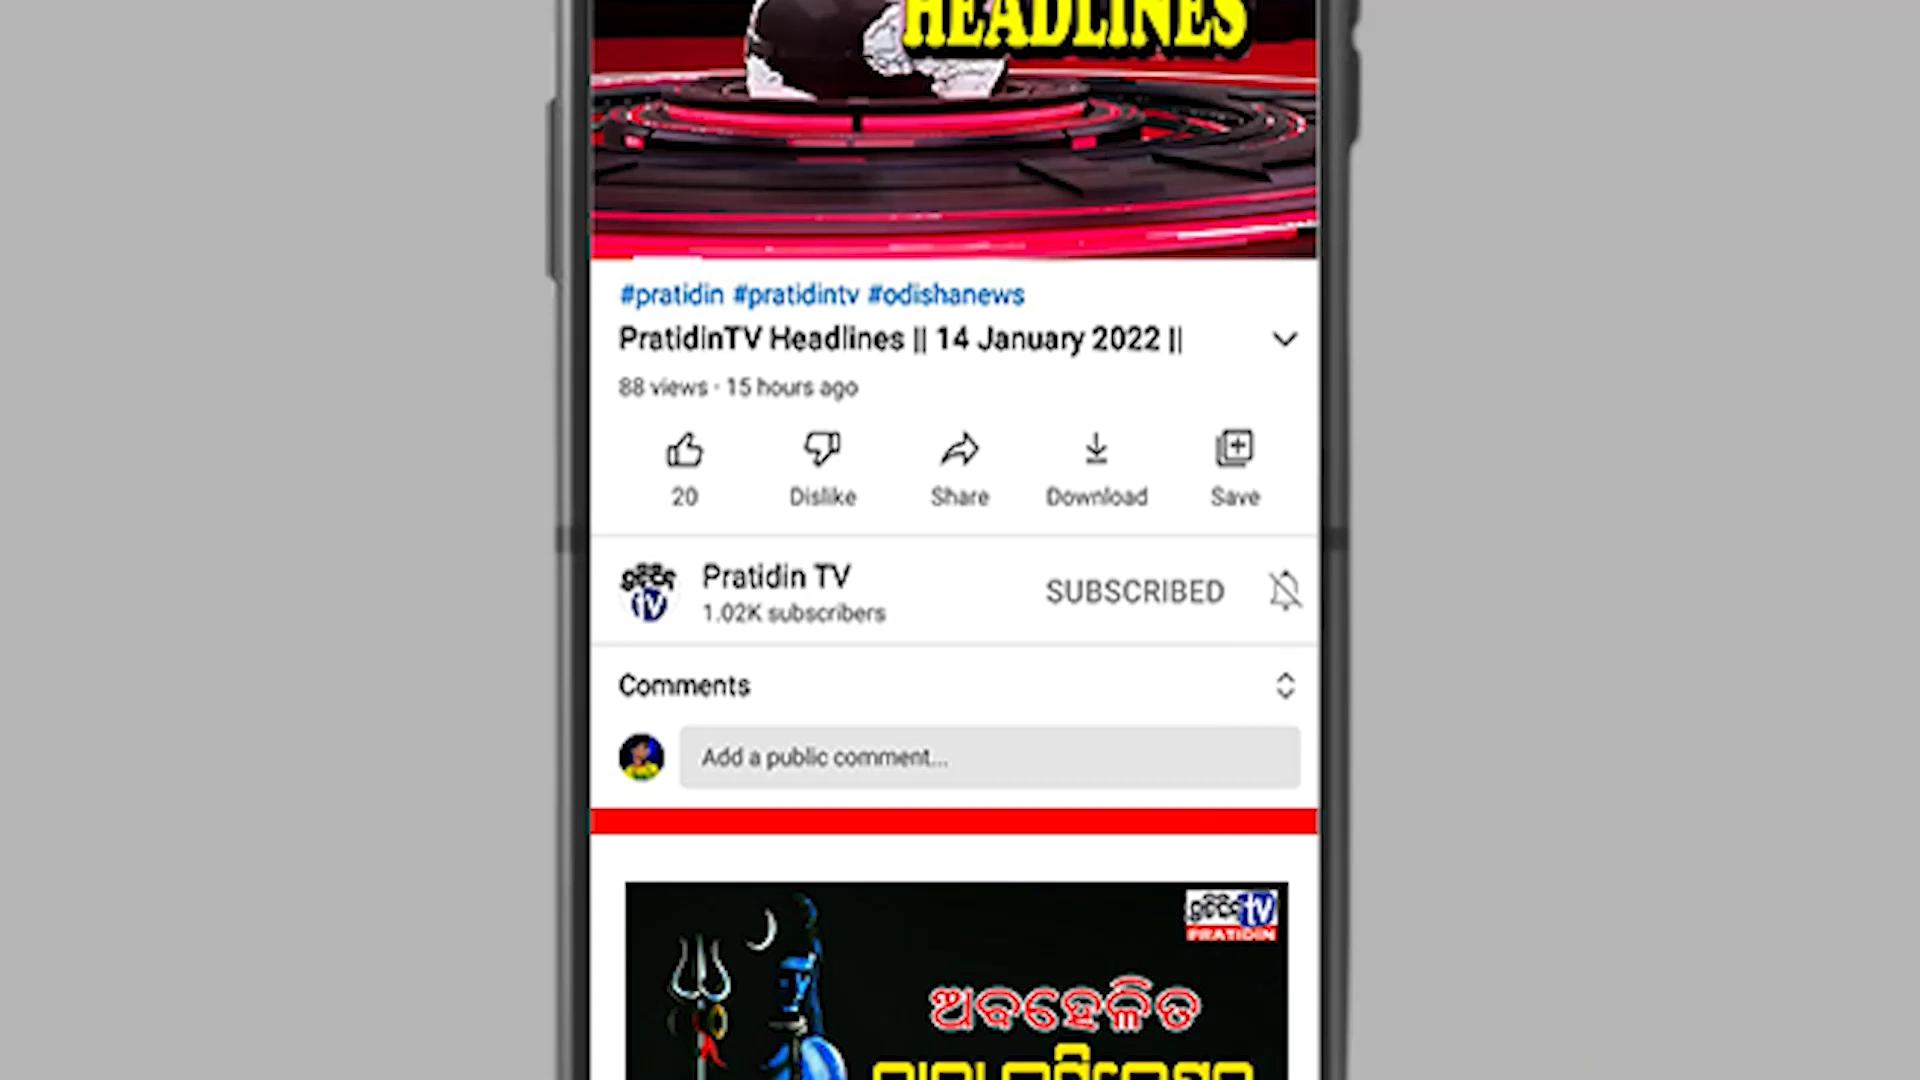 HEADLINES
#pratidin #pratidintv #odishanews
PratidinTV Headlines || 14 January 2022 ||
88 views · 15 hours ago
20 Dislike Share Download Save
Pratidin TV
1.02K subscribers
SUBSCRIBED
Comments
Add a public comment...
tv
PRATIDIN
ଅବହେଳିତ